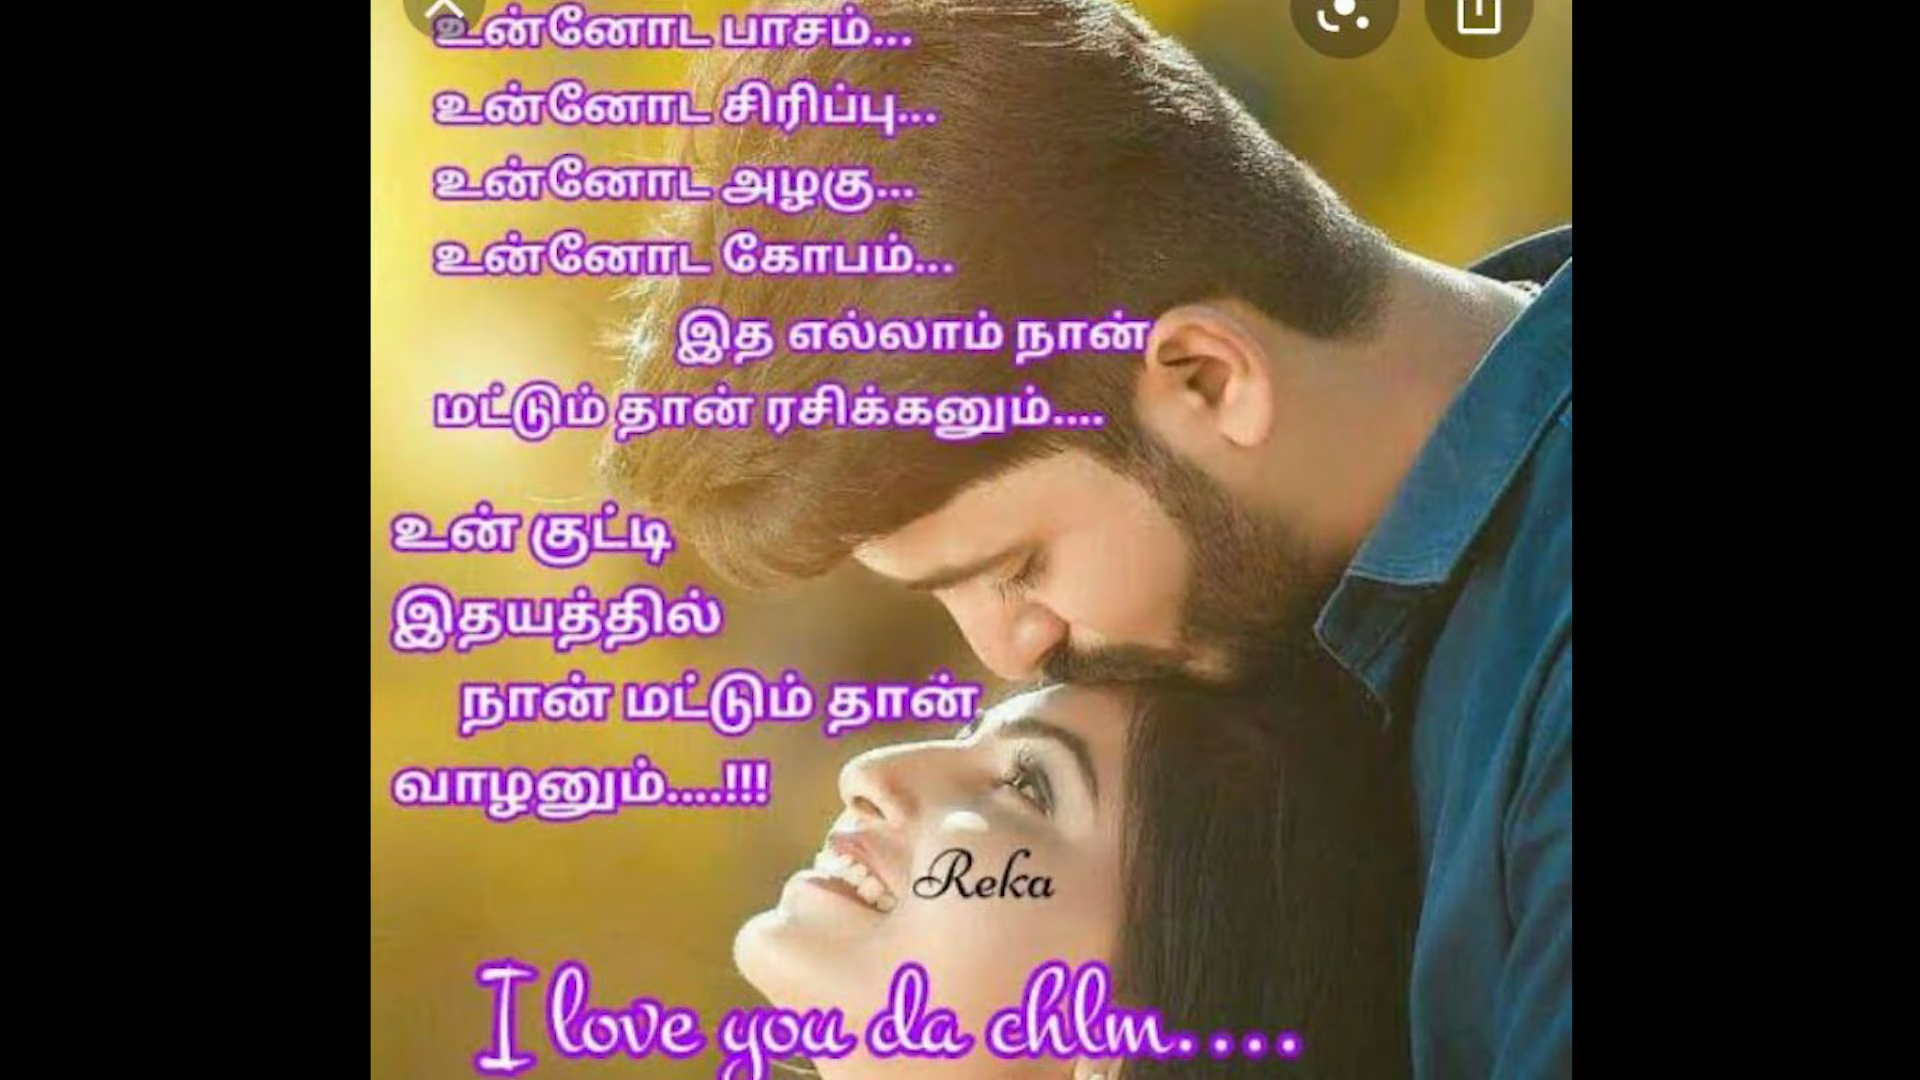 உன்னோட பாசம்...
உன்னோட சிரிப்பு...
உன்னோட அழகு...
உன்னோட கோபம்...
இத எல்லாம் நான்
மட்டும் தான் ரசிக்கனும்....
உன் குட்டி
இதயத்தில்
நான் மட்டும் தான்
வாழனும்....!!!
Reka
I love you da chlm....